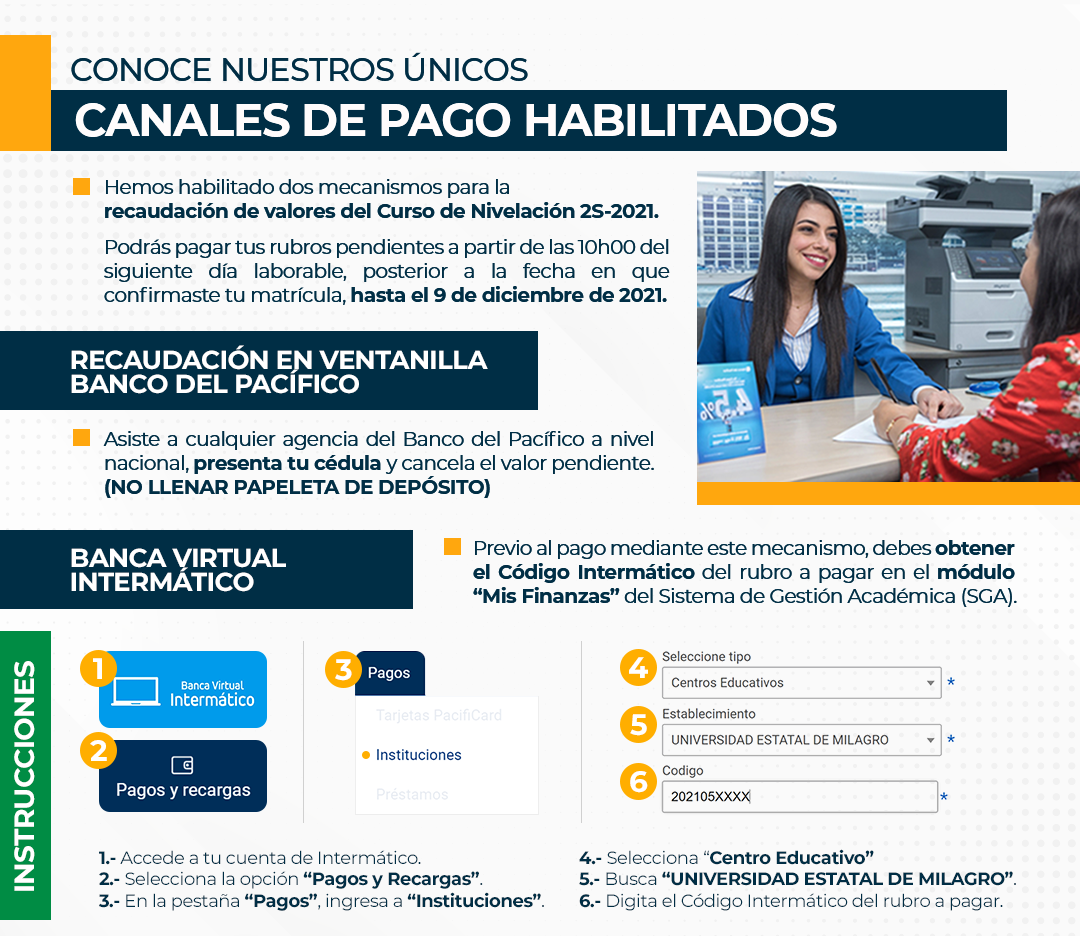 CONOCE NUESTROS ÚNICOS
CANALES DE PAGO HABILITADOS
Hemos habilitado dos mecanismos para la
recaudación de valores del Curso de Nivelación 2S-2021.
Podrás pagar tus rubros pendientes a partir de las 10h00 del
siguiente día laborable, posterior a la fecha en que
confirmaste tu matrícula, hasta el 9 de diciembre de 2021.
4.5%
RECAUDACIÓN EN VENTANILLA
BANCO DEL PACÍFICO
Asiste a cualquier agencia del Banco del Pacífico a nivel
nacional, presenta tu cédula y cancela el valor pendiente.
(NO LLENAR PAPELETA DE DEPÓSITO)
BANCA VIRTUAL
INTERMÁTICO
Previo al pago mediante este mecanismo, debes obtener
el Código Intermático del rubro a pagar en el módulo
“Mis Finanzas” del Sistema de Gestión Académica (SGA).
INSTRUCCIONES
1
Banca Virtual
Intermático
2
Pagos y recargas
3
Pagos
Tarjetas PacifiCard
Instituciones
Préstamos
4
Seleccione tipo
Centros Educativos *
5
Establecimiento
UNIVERSIDAD ESTATAL DE MILAGRO *
6
Codigo
202105XXXX *
1.- Accede a tu cuenta de Intermático.
2.- Selecciona la opción “Pagos y Recargas”.
3.- En la pestaña “Pagos”, ingresa a “Instituciones”.
4.- Selecciona “Centro Educativo”
5.- Busca “UNIVERSIDAD ESTATAL DE MILAGRO”.
6.- Digita el Código Intermático del rubro a pagar.